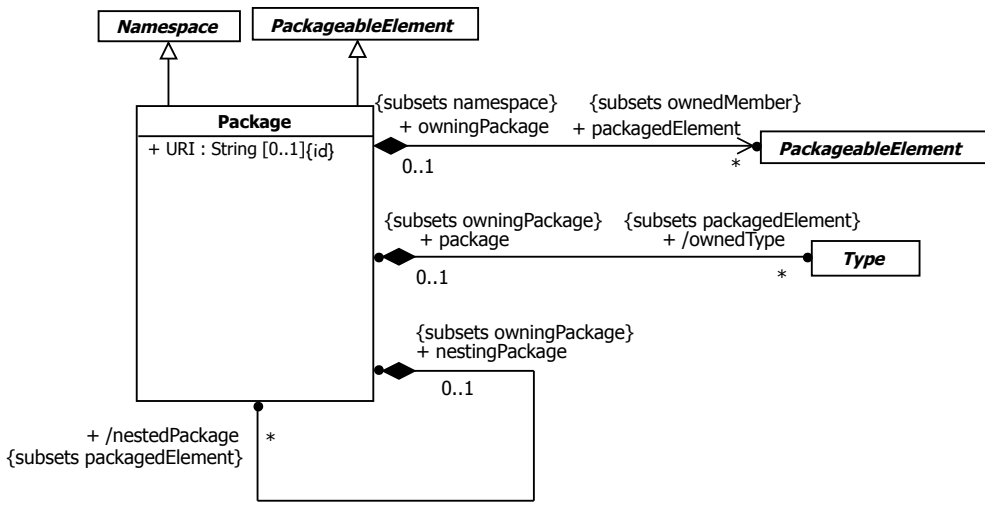 Namespace
PackageableElement
{subsets namespace}
{subsets ownedMember}
Package
+ owningPackage
+ packagedElement
+ URI : String [0..1]{id}
PackageableElement
0..1
*
{subsets owningPackage}
{subsets packagedElement}
+ package
+ /ownedType
Type
0..1
*
{subsets owningPackage}
+ nestingPackage
0..1
+ /nestedPackage
*
{subsets packagedElement}